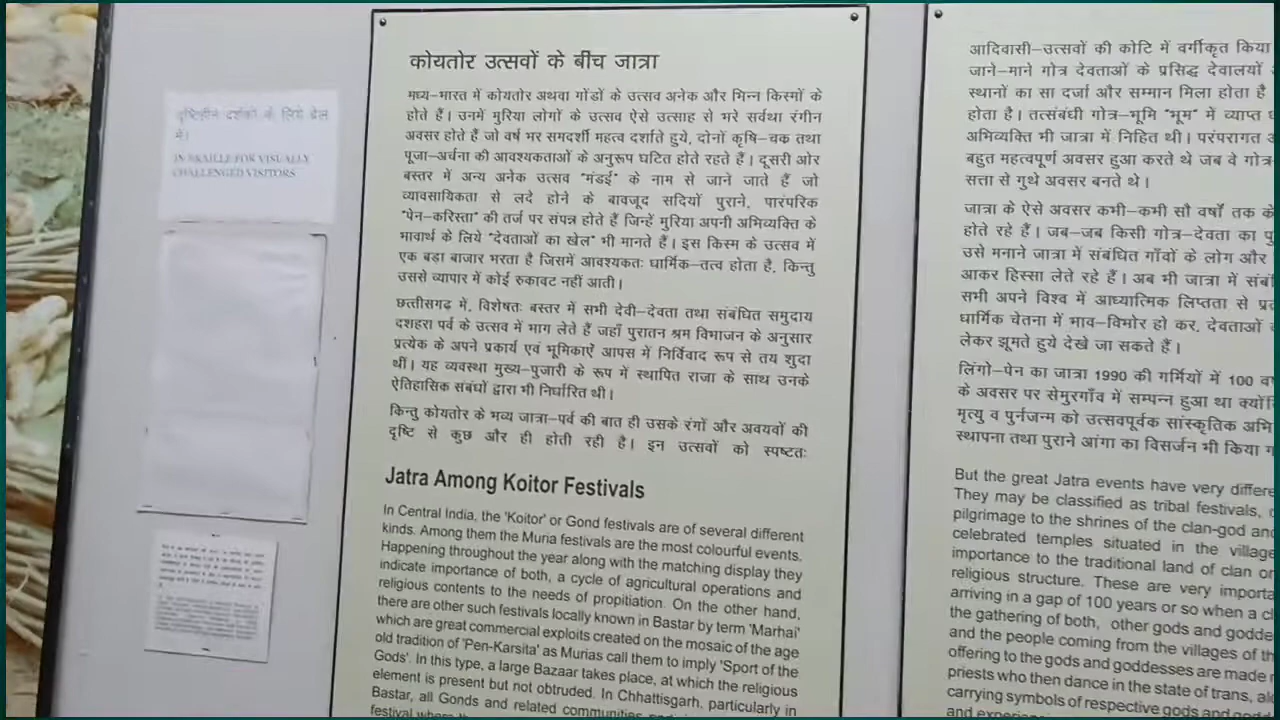 दृष्टिहीन दर्शकों के लिये ब्रेल
में।
IN BRAILLE FOR VISUALLY
CHALLENGED VISITORS
कोयतोर उत्सवों के बीच जात्रा
मध्य–भारत में कोयतोर अथवा गोंडों के उत्सव अनेक और भिन्न किस्मों के
होते हैं। उनमें मुरिया लोगों के उत्सव ऐसे उत्साह से भरे सर्वथा रंगीन
अवसर होते हैं जो वर्ष भर समदर्शी महत्व दर्शाते हुये, दोनों कृषि–चक्र तथा
पूजा–अर्चना की आवश्यकताओं के अनुरूप घटित होते रहते हैं। दूसरी ओर
बस्तर में अन्य अनेक उत्सव "मंडई" के नाम से जाने जाते हैं जो
व्यावसायिकता से लदे होने के बावजूद सदियों पुराने, पारंपरिक
"पेन–करिस्ता" की तर्ज पर संपन्न होते हैं जिन्हें मुरिया अपनी अभिव्यक्ति के
भावार्थ के लिये "देवताओं का खेल" भी मानते हैं। इस किस्म के उत्सव में
एक बड़ा बाजार भरता है जिसमें आवश्यकतः धार्मिक–तत्व होता है, किन्तु
उससे व्यापार में कोई रुकावट नहीं आती।
छत्तीसगढ़ में, विशेषतः बस्तर में सभी देवी–देवता तथा संबंधित समुदाय
दशहरा पर्व के उत्सव में भाग लेते हैं जहाँ पुरातन श्रम विभाजन के अनुसार
प्रत्येक के अपने प्रकार्य एवं भूमिकाऐं आपस में निर्विवाद रूप से तय शुदा
थीं। यह व्यवस्था मुख्य–पुजारी के रूप में स्थापित राजा के साथ उनके
ऐतिहासिक संबंधों द्वारा भी निर्धारित थी।
किन्तु कोयतोर के भव्य जात्रा–पर्व की बात ही उसके रंगों और अवयवों की
दृष्टि से कुछ और ही होती रही है। इन उत्सवों को स्पष्टतः
Jatra Among Koitor Festivals
In Central India, the 'Koitor' or Gond festivals are of several different
kinds. Among them the Muria festivals are the most colourful events.
Happening throughout the year along with the matching display they
indicate importance of both, a cycle of agricultural operations and
religious contents to the needs of propitiation. On the other hand,
there are other such festivals locally known in Bastar by term 'Marhai'
which are great commercial exploits created on the mosaic of the age
old tradition of 'Pen-Karsita' as Murias call them to imply 'Sport of the
Gods'. In this type, a large Bazaar takes place, at which the religious
element is present but not obtruded. In Chhattisgarh, particularly in
Bastar, all Gonds and related communities
festival where
आदिवासी–उत्सवों की कोटि में वर्गीकृत किया
जाने–माने गोत्र देवताओं के प्रसिद्ध देवालयों
स्थानों का सा दर्जा और सम्मान मिला होता है
होता है। तत्संबंधी गोत्र–भूमि "भूम" में व्याप्त
अभिव्यक्ति भी जात्रा में निहित थी। परंपरागत
बहुत महत्वपूर्ण अवसर हुआ करते थे जब वे गोत्र–
सत्ता से गुथे अवसर बनते थे।
जात्रा के ऐसे अवसर कभी–कभी सौ वर्षों तक के
होते रहे हैं। जब–जब किसी गोत्र–देवता का
उसे मनाने जात्रा में संबंधित गाँवों के लोग और
आकर हिस्सा लेते रहे हैं। अब भी जात्रा में
सभी अपने विश्व में आध्यात्मिक लिप्तता से
धार्मिक चेतना में भाव–विभोर हो कर, देवताओं
लेकर झूमते हुये देखे जा सकते हैं।
लिंगो–पेन का जात्रा 1990 की गर्मियों में 100
के अवसर पर सेमुरगाँव में सम्पन्न हुआ था
मृत्यु व पुर्नजन्म को उत्सवपूर्वक सांस्कृतिक
स्थापना तथा पुराने आंगा का विसर्जन भी किया
But the great Jatra events have very
They may be classified as tribal festivals,
pilgrimage to the shrines of the clan-god
celebrated temples situated in the
importance to the traditional land of clan
religious structure. These are very
arriving in a gap of 100 years or so when a
the gathering of both, other gods and
and the people coming from the villages of
offering to the gods and goddesses are made
priests who then dance in the state of trans,
carrying symbols of respective gods and
and